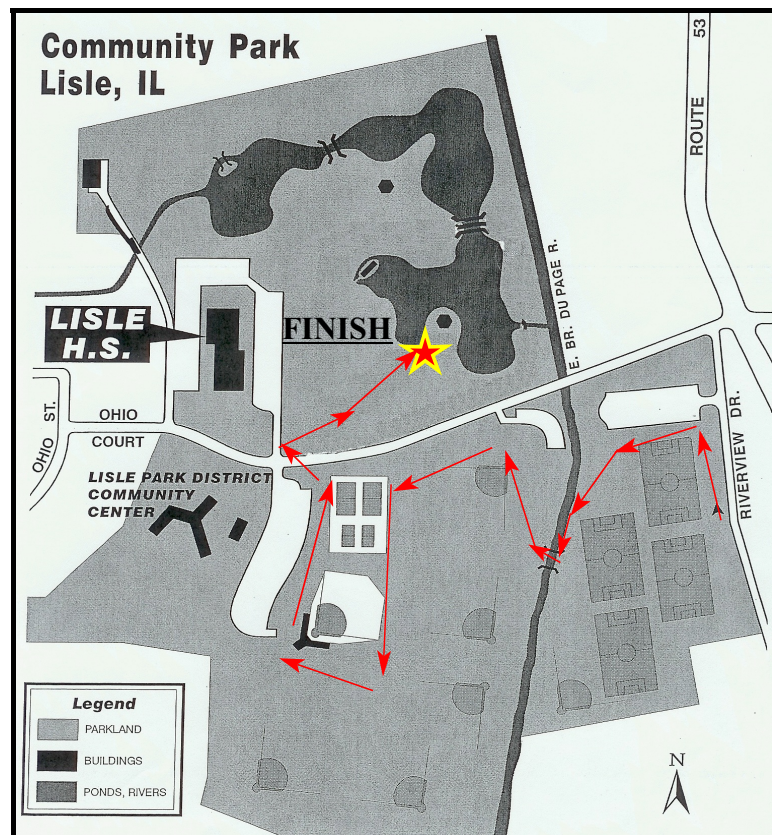 Community Park
Lisle, IL
ROUTE 53
E. BR. DU PAGE R.
LISLE
H.S.
FINISH
OHIO ST.
OHIO
COURT
RIVERVIEW DR.
LISLE PARK DISTRICT
COMMUNITY
CENTER
Legend
PARKLAND
BUILDINGS
PONDS, RIVERS
N